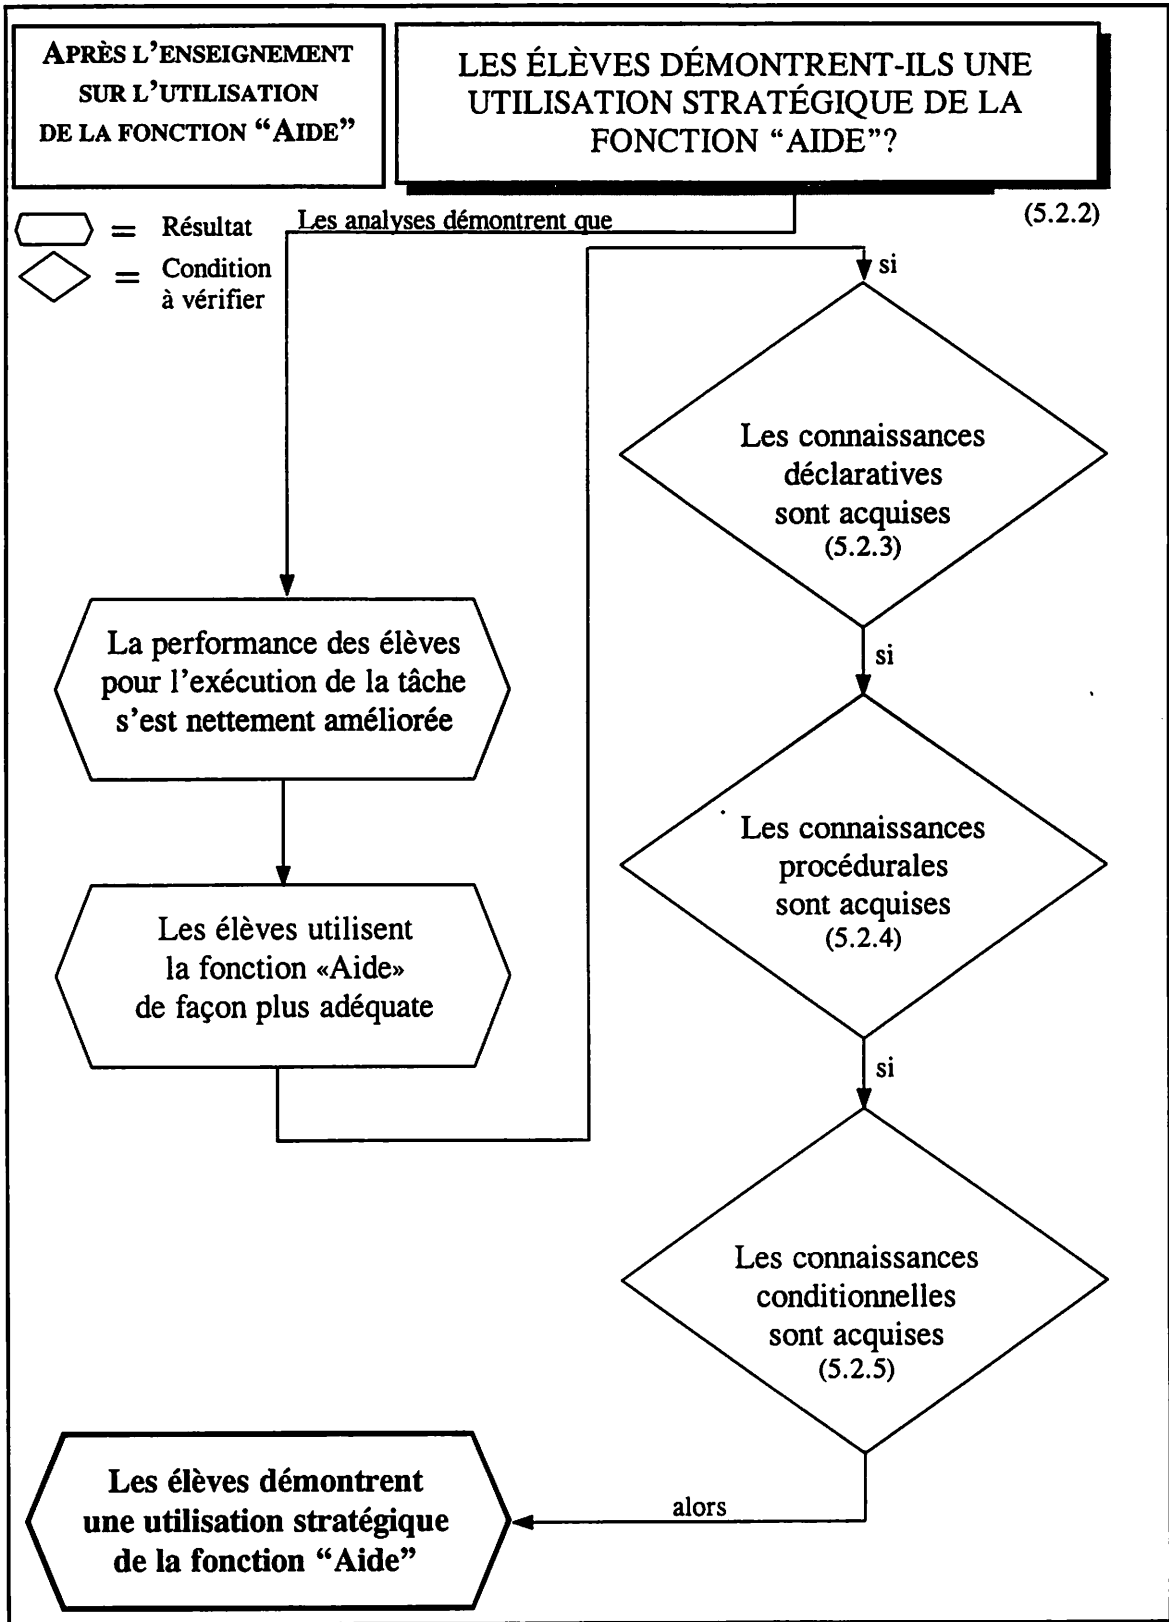 APRÈS L'ENSEIGNEMENT
SUR L'UTILISATION
DE LA FONCTION “AIDE”
LES ÉLÈVES DÉMONTRENT-ILS UNE
UTILISATION STRATÉGIQUE DE LA
FONCTION “AIDE”?
(5.2.2)
= Résultat
= Condition
à vérifier
Les analyses démontrent que
si
Les connaissances
déclaratives
sont acquises
(5.2.3)
La performance des élèves
pour l'exécution de la tâche
s'est nettement améliorée
si
Les connaissances
procédurales
sont acquises
(5.2.4)
Les élèves utilisent
la fonction «Aide»
de façon plus adéquate
si
Les connaissances
conditionnelles
sont acquises
(5.2.5)
alors
Les élèves démontrent
une utilisation stratégique
de la fonction “Aide”